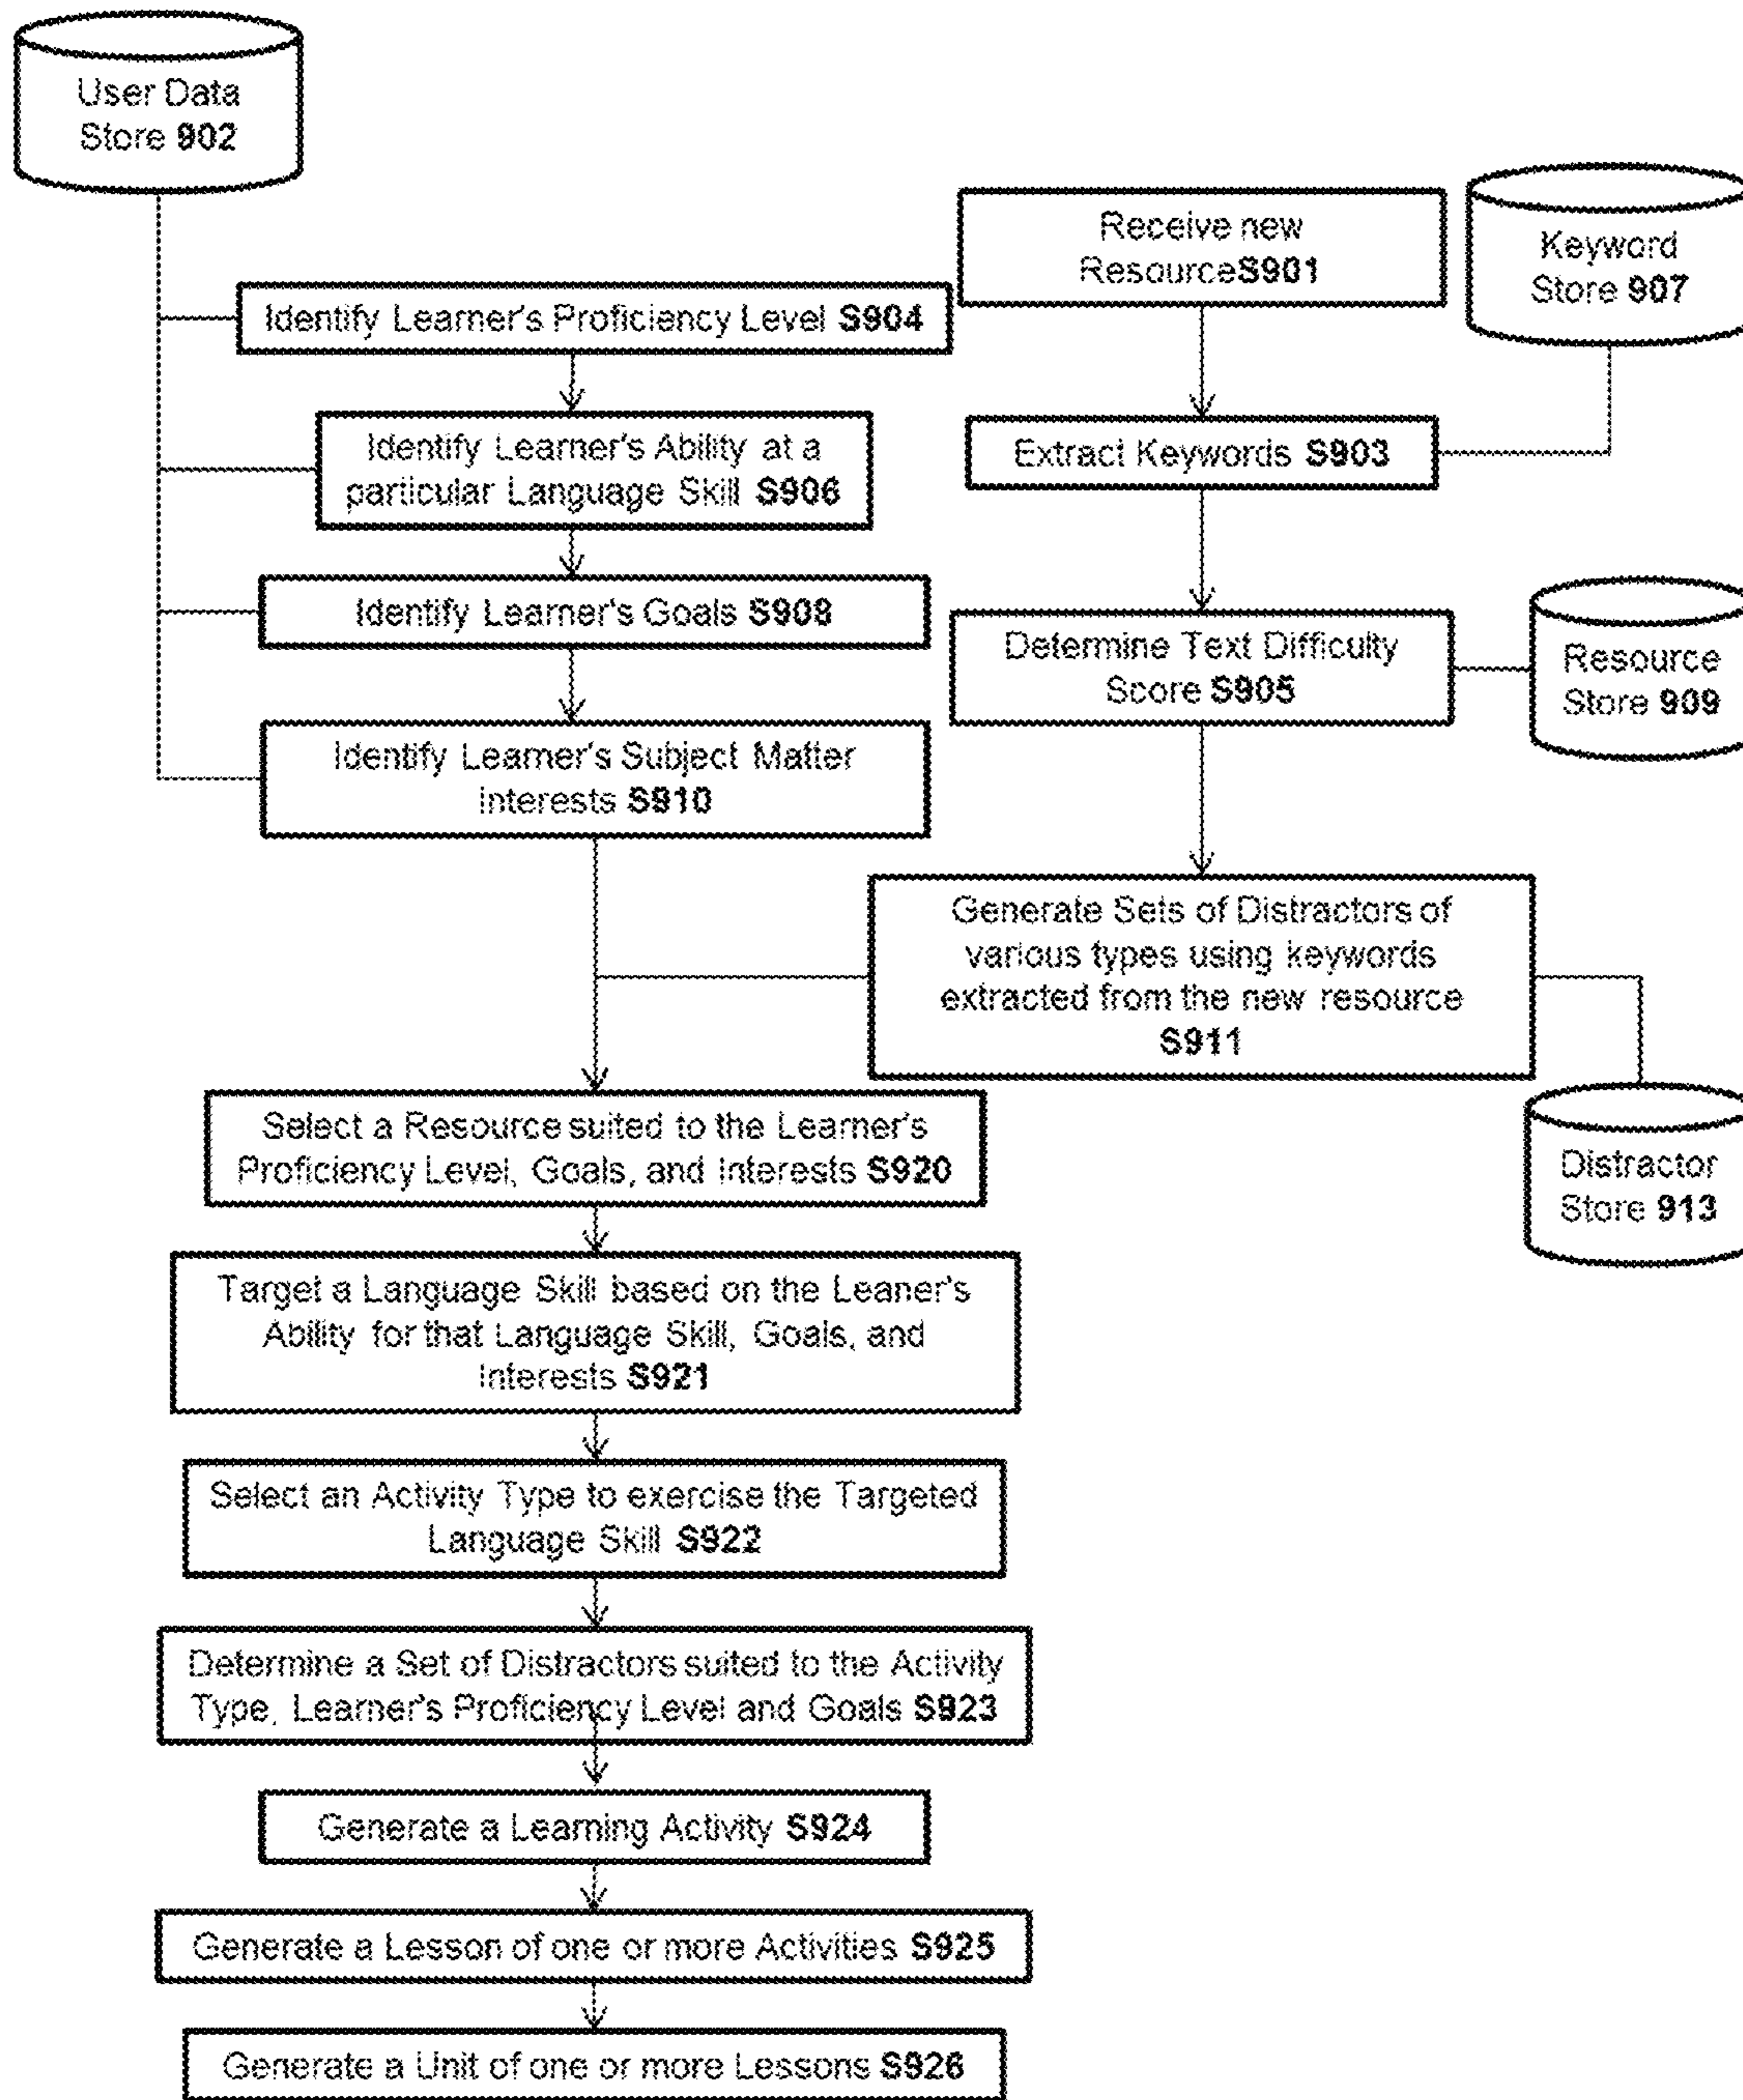 User Data
Store 902
Receive new
ResourceS901
Keyword
Store 907
Identify Learner's Proficiency Level S904
Identify Learner's Ability at a
particular Language Skill S906
Extract Keywords S903
Identify Learner's Goals S908
Determine Text Difficulty
Score S905
Resource
Store 909
Identify Learner's Subject Matter
Interests S910
Generate Sets of Distractors of
various types using keywords
extracted from the new resource
S911
Select a Resource suited to the Learner's
Proficiency Level, Goals, and Interests S920
Distractor
Store 913
Target a Language Skill based on the Leaner's
Ability for that Language Skill, Goals, and
Interests S921
Select an Activity Type to exercise the Targeted
Language Skill S922
Determine a Set of Distractors suited to the Activity
Type, Learner's Proficiency Level and Goals S923
Generate a Learning Activity S924
Generate a Lesson of one or more Activities S925
Generate a Unit of one or more Lessons S926